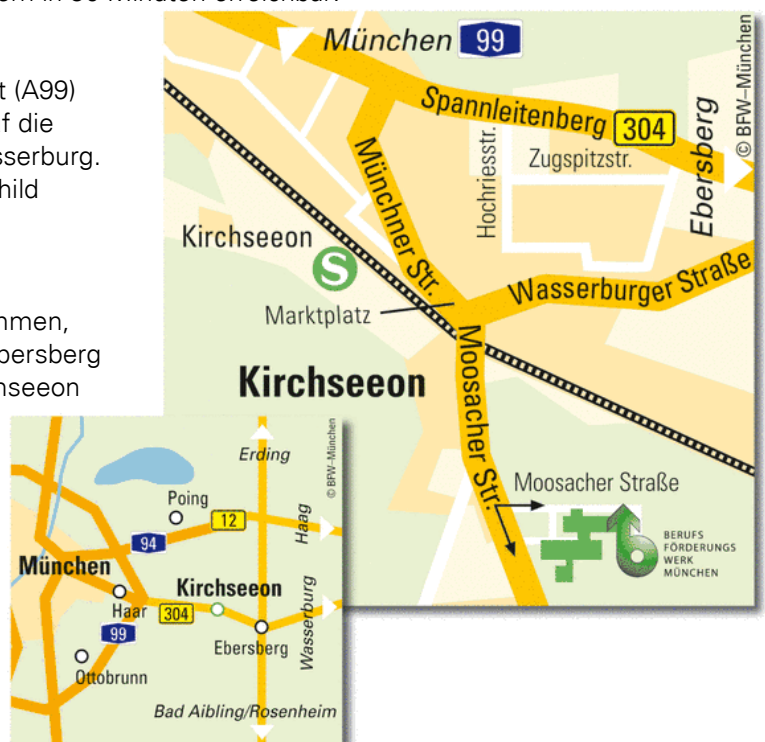 t (A99)
f die
sserburg.
hild
hmen,
bersberg
hseeon
München 99
© BFW–München
Spannleitenberg 304
Ebersberg
Hochriesstr.
Zugspitzstr.
Münchner Str.
Kirchseeon
S
Wasserburger Straße
Marktplatz
Moosacher Str.
Kirchseeon
Moosacher Straße
BERUFS
FÖRDERUNGS
WERK
MÜNCHEN
© BFW–München
Erding
Poing
12
Haag
94
München
Kirchseeon
Haar
304
Wasserburg
99
Ebersberg
Ottobrunn
Bad Aibling/Rosenheim